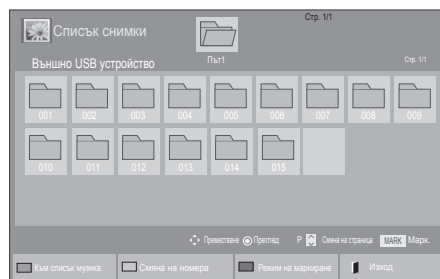 Списък снимки
Стр. 1/1
Външно USB устройство
Път1
Стр. 1/1
001 002 003 004 005 006 007 008 009
010 011 012 013 014 015
Преместване Преглед P Смяна на страница MARK Марк.
Към списък музика Смяна на номера Режим на маркиране Изход